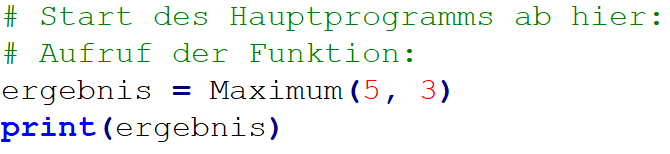 # Start des Hauptprogramms ab hier:
# Aufruf der Funktion:
ergebnis = Maximum(5, 3)
print(ergebnis)